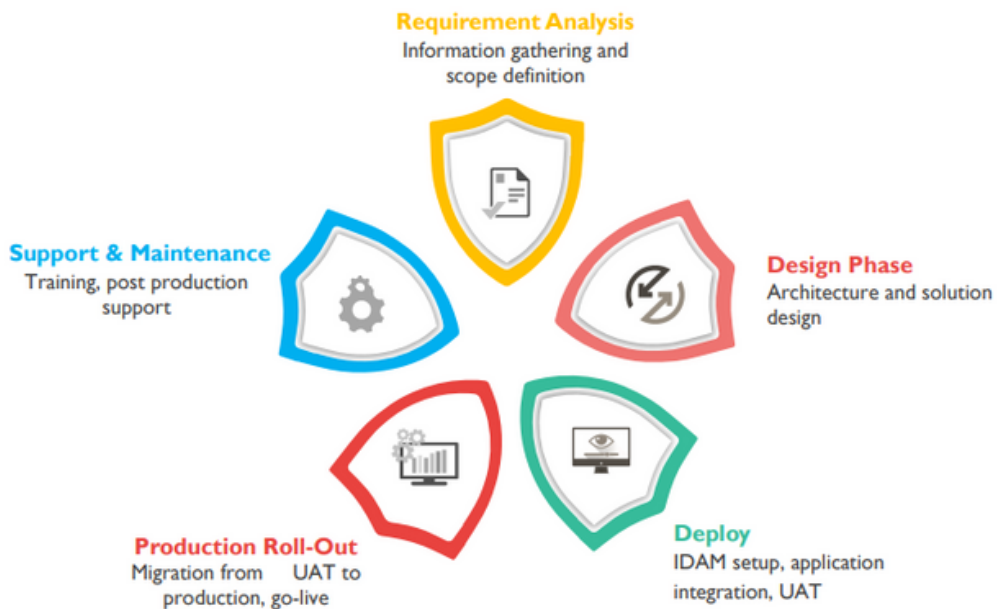 Requirement Analysis
Information gathering and
scope definition
Design Phase
Architecture and solution
design
Deploy
IDAM setup, application
integration, UAT
Production Roll-Out
Migration from UAT to
production, go-live
Support & Maintenance
Training, post production
support